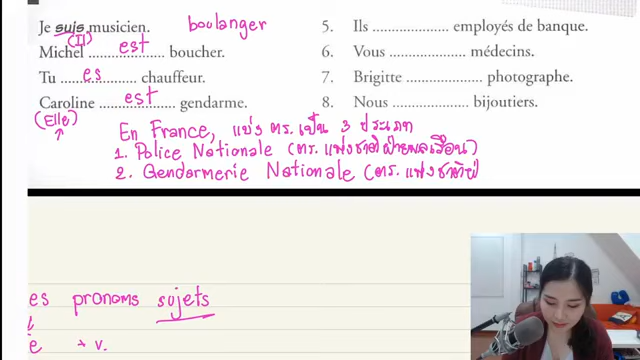 Je suis musicien. boulanger
(Il)
Michel est boucher.
Tu es chauffeur.
Caroline est gendarme.
(Elle)
5. Ils .................. employés de banque.
6. Vous .................. médecins.
7. Brigitte .................. photographe.
8. Nous .................. bijoutiers.
En France, แบ่ง ตร. เป็น 3 ประเภท
1. Police Nationale (ตร. แห่งชาติฝ่ายพลเรือน)
2. Gendarmerie Nationale (ตร. แห่งชาติ
es pronoms sujets
e + v.